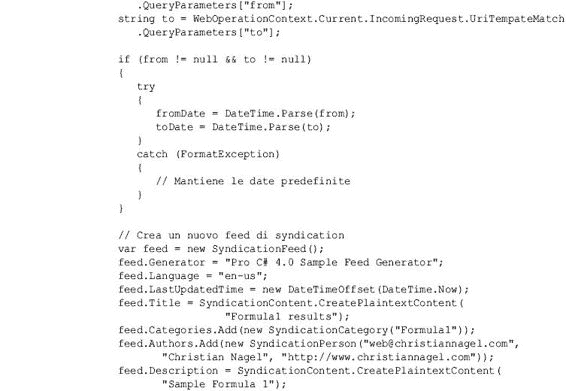 .QueryParameters["from"];
string to = WebOperationContext.Current.IncomingRequest.UriTempateMatch
.QueryParameters["to"];
if (from != null && to != null)
{
try
{
fromDate = DateTime.Parse(from);
toDate = DateTime.Parse(to);
}
catch (FormatException)
{
// Mantiene le date predefinite
}
}
// Crea un nuovo feed di syndication
var feed = new SyndicationFeed();
feed.Generator = "Pro C# 4.0 Sample Feed Generator";
feed.Language = "en-us";
feed.LastUpdatedTime = new DateTimeOffset(DateTime.Now);
feed.Title = SyndicationContent.CreatePlaintextContent(
"Formula1 results");
feed.Categories.Add(new SyndicationCategory("Formula1"));
feed.Authors.Add(new SyndicationPerson("web@christiannagel.com",
"Christian Nagel", "http://www.christiannagel.com"));
feed.Description = SyndicationContent.CreatePlaintextContent(
"Sample Formula 1");